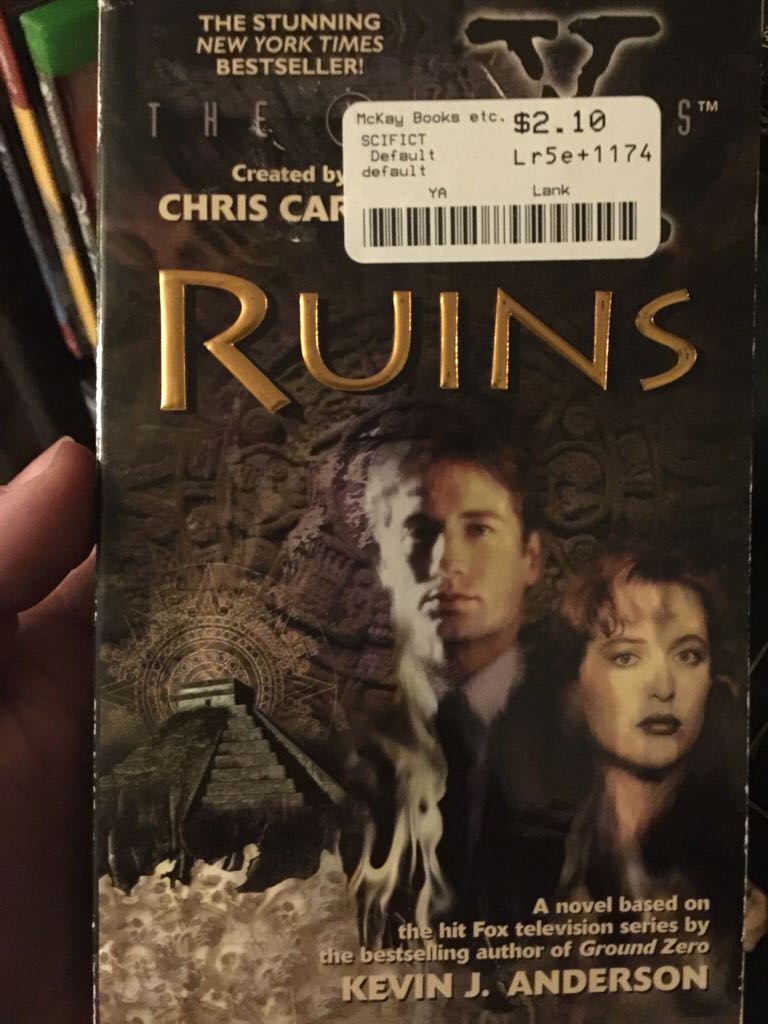 THE STUNNING
NEW YORK TIMES
BESTSELLER!
THE
S™
McKay Books etc. $2.10
SCIFICT
Default Lr5e+1174
default
YA Lank
Created by
CHRIS CAR
RUINS
A novel based on
the hit Fox television series by
the bestselling author of Ground Zero
KEVIN J. ANDERSON